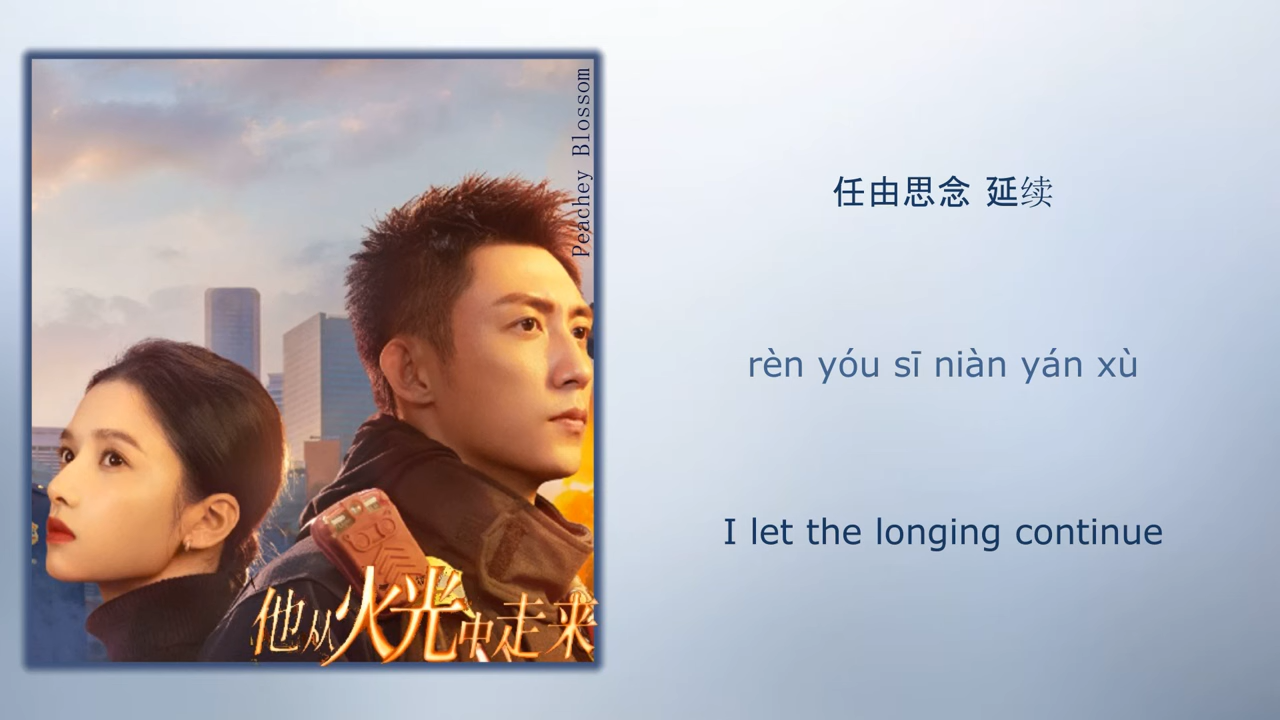 Peachey Blossom
他从火光中走来
任由思念 延续
rèn yóu sī niàn yán xù
I let the longing continue